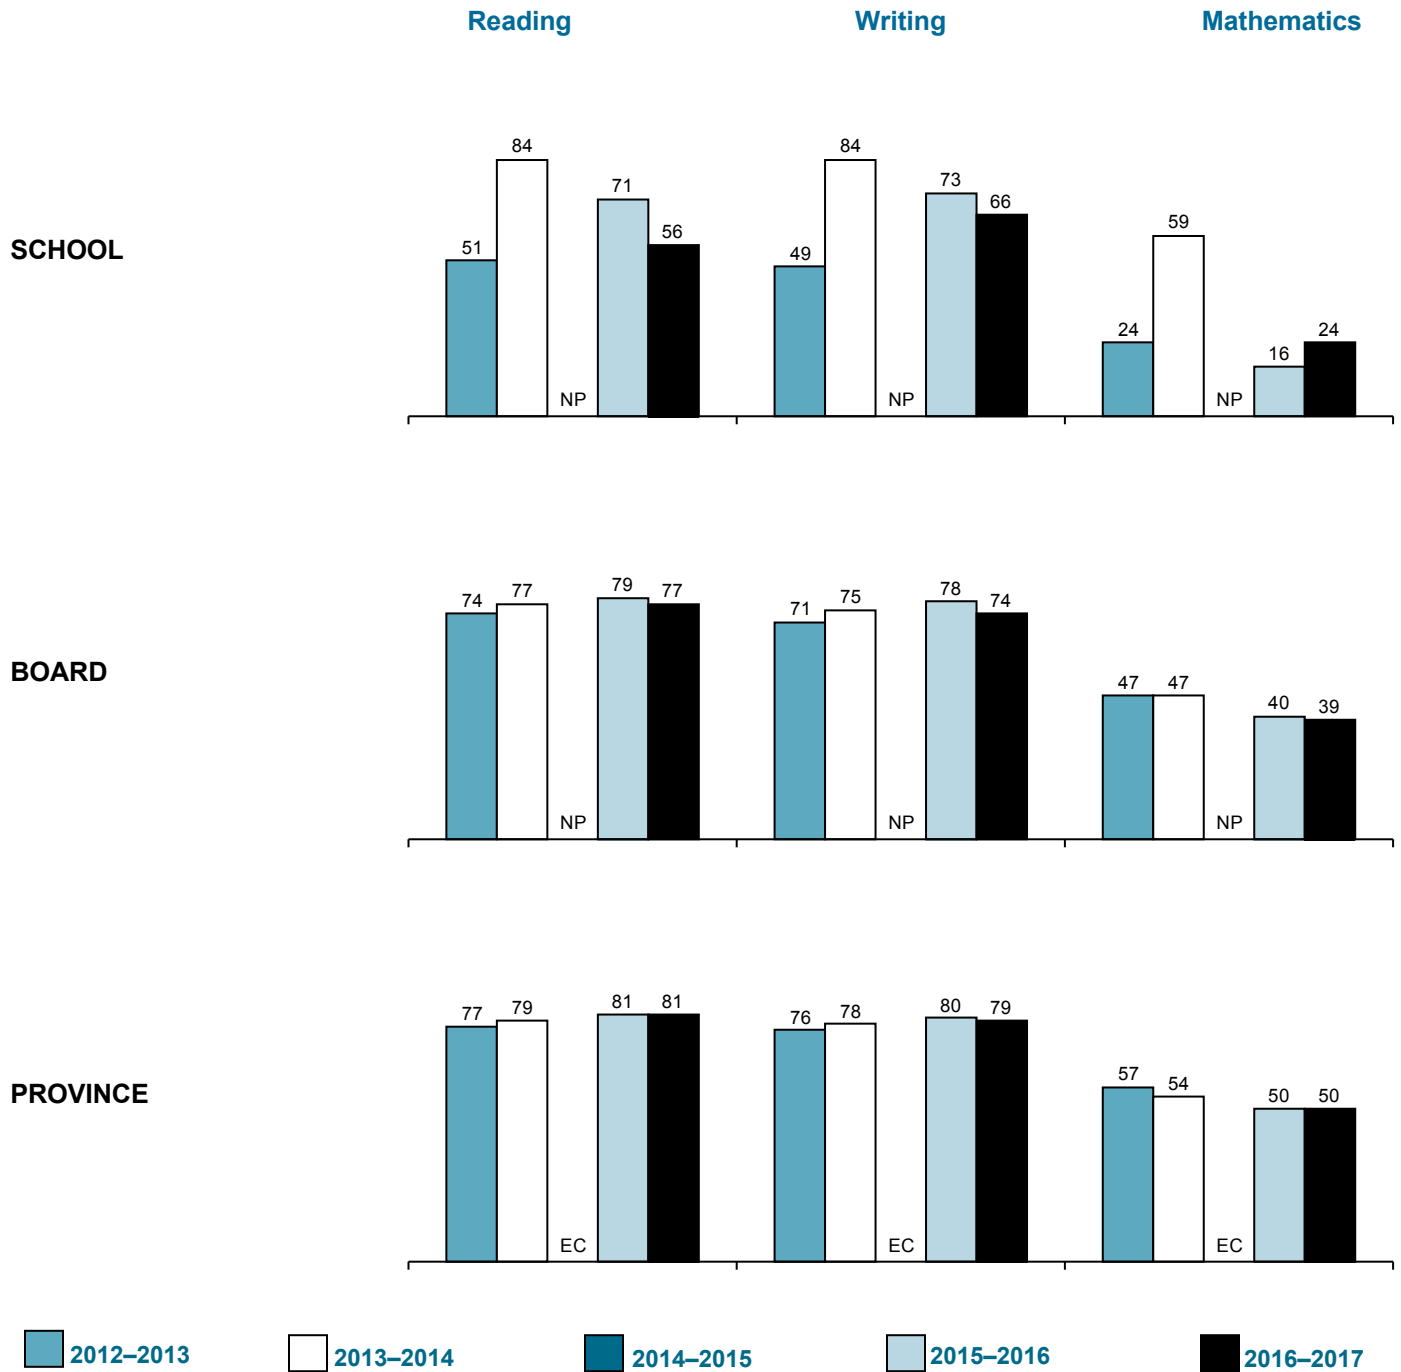 Reading Writing Mathematics
SCHOOL
51 84 NP 71 56
49 84 NP 73 66
24 59 NP 16 24
BOARD
74 77 NP 79 77
71 75 NP 78 74
47 47 NP 40 39
PROVINCE
77 79 EC 81 81
76 78 EC 80 79
57 54 EC 50 50
2012–2013 2013–2014 2014–2015 2015–2016 2016–2017